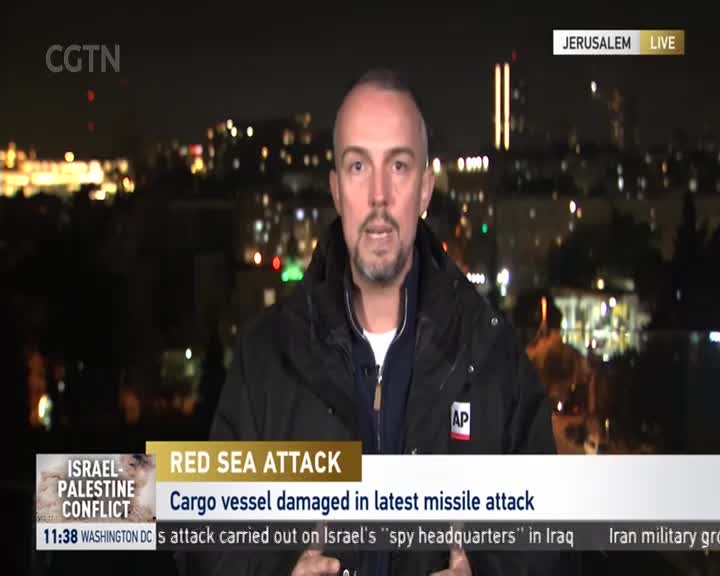 CGTN
JERUSALEM LIVE
AP
ISRAEL-
PALESTINE
CONFLICT
RED SEA ATTACK
Cargo vessel damaged in latest missile attack
11:38 WASHINGTON DC
s attack carried out on Israel's "spy headquarters" in Iraq Iran military gr